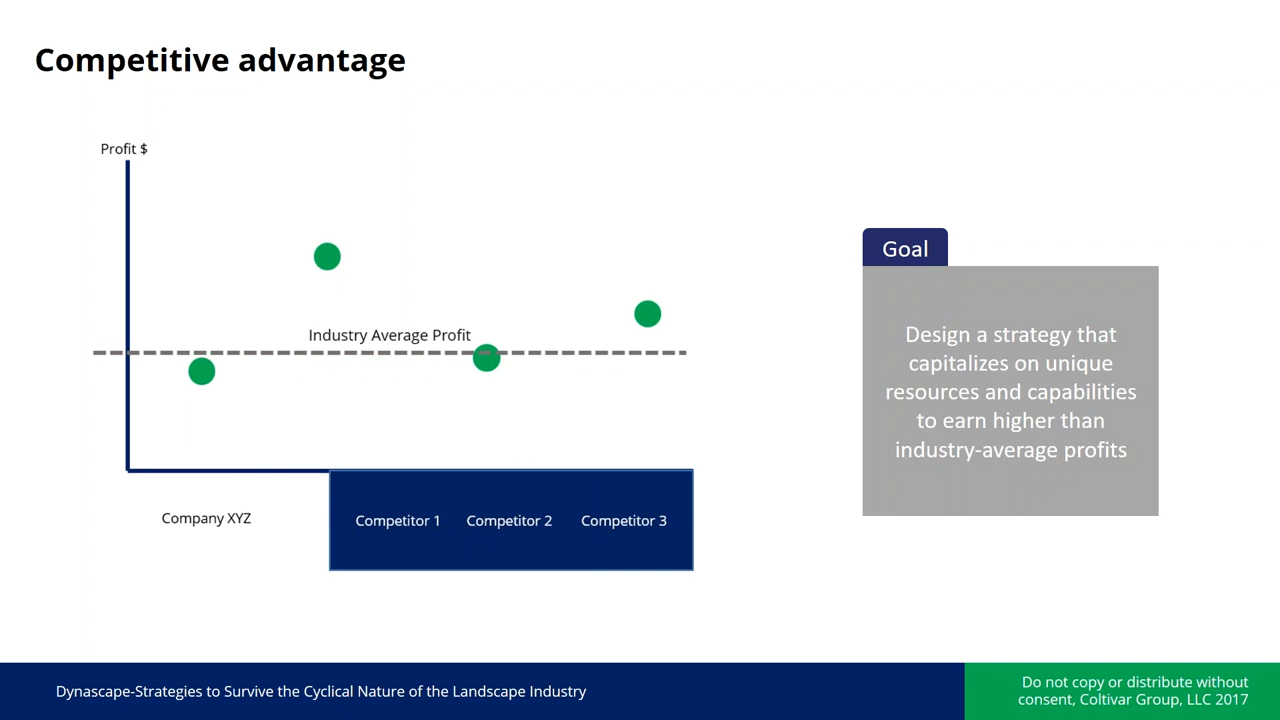 Competitive advantage
Profit $
Industry Average Profit
Company XYZ
Competitor 1
Competitor 2
Competitor 3
Goal
Design a strategy that
capitalizes on unique
resources and capabilities
to earn higher than
industry-average profits
Dynascape-Strategies to Survive the Cyclical Nature of the Landscape Industry
Do not copy or distribute without
consent, Coltivar Group, LLC 2017